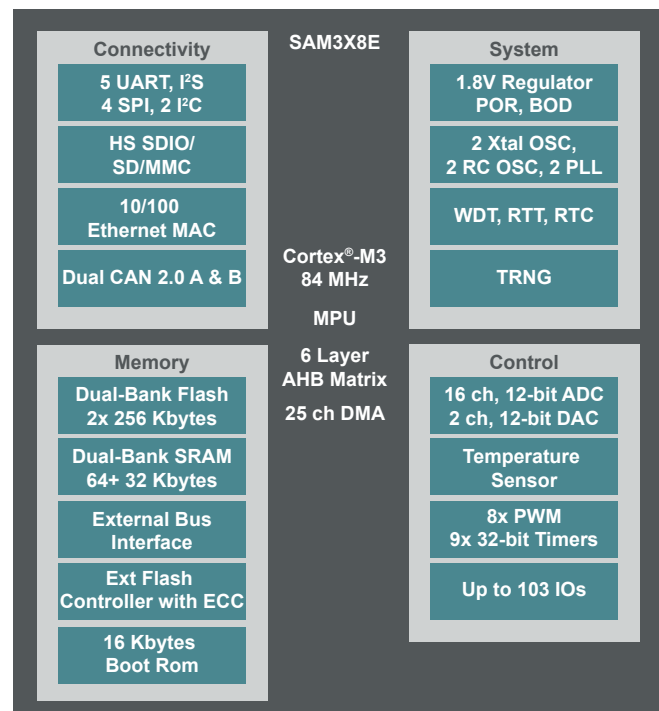 SAM3X8E
Connectivity
5 UART, I²S
4 SPI, 2 I²C
HS SDIO/
SD/MMC
10/100
Ethernet MAC
Dual CAN 2.0 A & B
System
1.8V Regulator
POR, BOD
2 Xtal OSC,
2 RC OSC, 2 PLL
WDT, RTT, RTC
TRNG
Cortex®-M3
84 MHz
MPU
6 Layer
AHB Matrix
25 ch DMA
Memory
Dual-Bank Flash
2x 256 Kbytes
Dual-Bank SRAM
64+ 32 Kbytes
External Bus
Interface
Ext Flash
Controller with ECC
16 Kbytes
Boot Rom
Control
16 ch, 12-bit ADC
2 ch, 12-bit DAC
Temperature
Sensor
8x PWM
9x 32-bit Timers
Up to 103 IOs